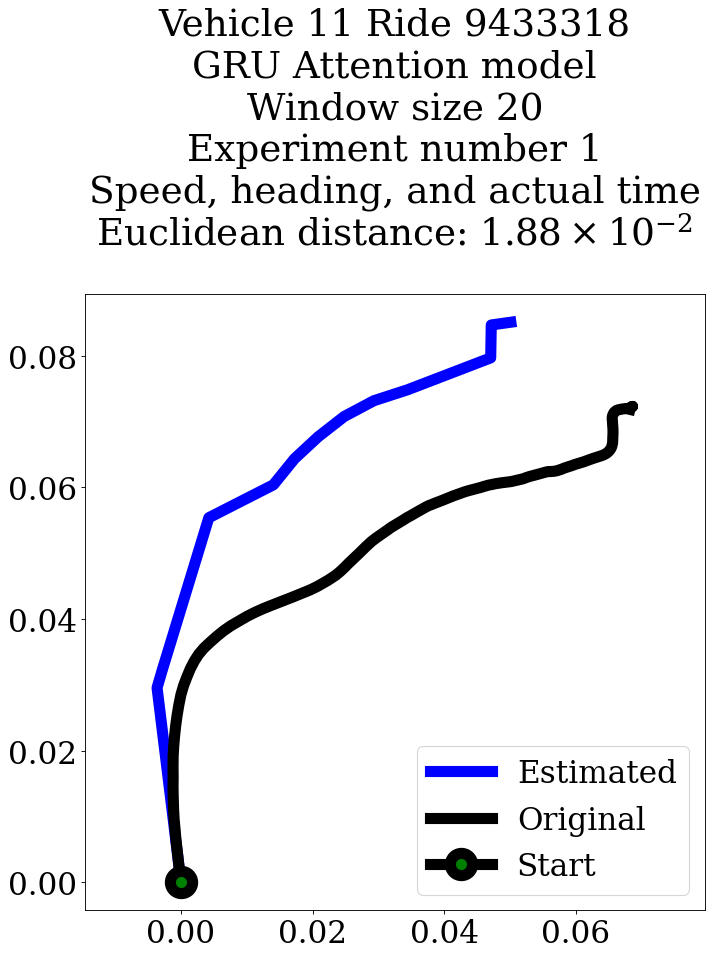 Vehicle 11 Ride 9433318
GRU Attention model
Window size 20
Experiment number 1
Speed, heading, and actual time
Euclidean distance: 1.88 × 10⁻²
0.08
0.06
0.04
0.02
0.00
0.00 0.02 0.04 0.06
Estimated
Original
Start